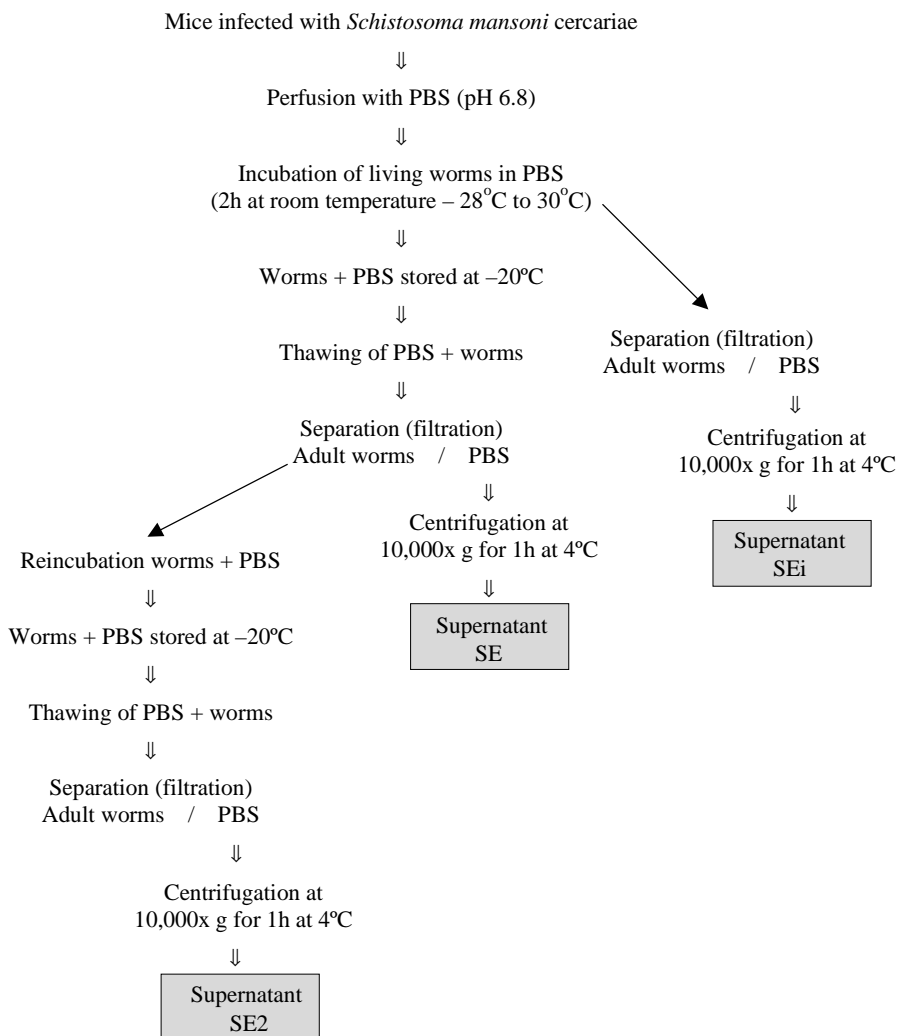 Mice infected with Schistosoma mansoni cercariae
⇓
Perfusion with PBS (pH 6.8)
⇓
Incubation of living worms in PBS
(2h at room temperature – 28oC to 30oC)
⇓
Worms + PBS stored at –20ºC
⇓
Thawing of PBS + worms
⇓
Separation (filtration)
Adult worms / PBS
⇓
Centrifugation at
10,000x g for 1h at 4ºC
⇓
Supernatant
SE
Separation (filtration)
Adult worms / PBS
⇓
Centrifugation at
10,000x g for 1h at 4ºC
⇓
Supernatant
SEi
Reincubation worms + PBS
⇓
Worms + PBS stored at –20ºC
⇓
Thawing of PBS + worms
⇓
Separation (filtration)
Adult worms / PBS
⇓
Centrifugation at
10,000x g for 1h at 4ºC
⇓
Supernatant
SE2